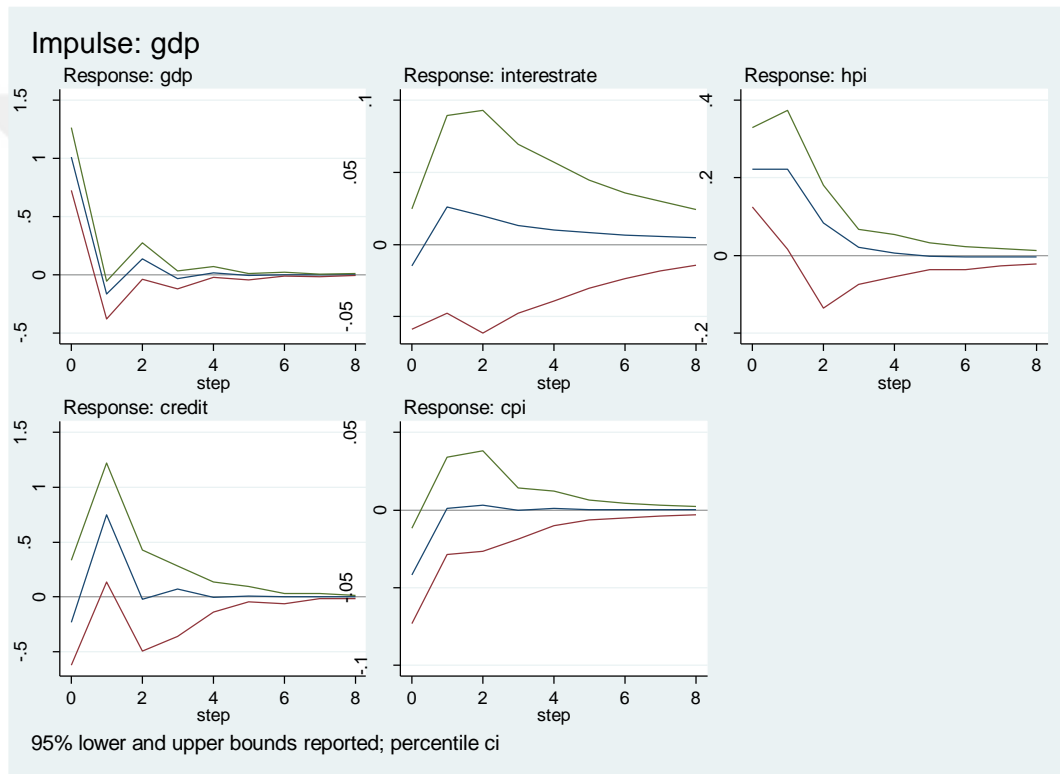 Impulse: gdp
Response: gdp
1.5
1
.5
0
-.5
0 2 4 6 8
step
Response: interestrate
.1
.05
0
-.05
0 2 4 6 8
step
Response: hpi
.4
.2
0
-.2
0 2 4 6 8
step
Response: credit
1.5
1
.5
0
-.5
0 2 4 6 8
step
Response: cpi
.05
0
-.05
-.1
0 2 4 6 8
step
95% lower and upper bounds reported; percentile ci